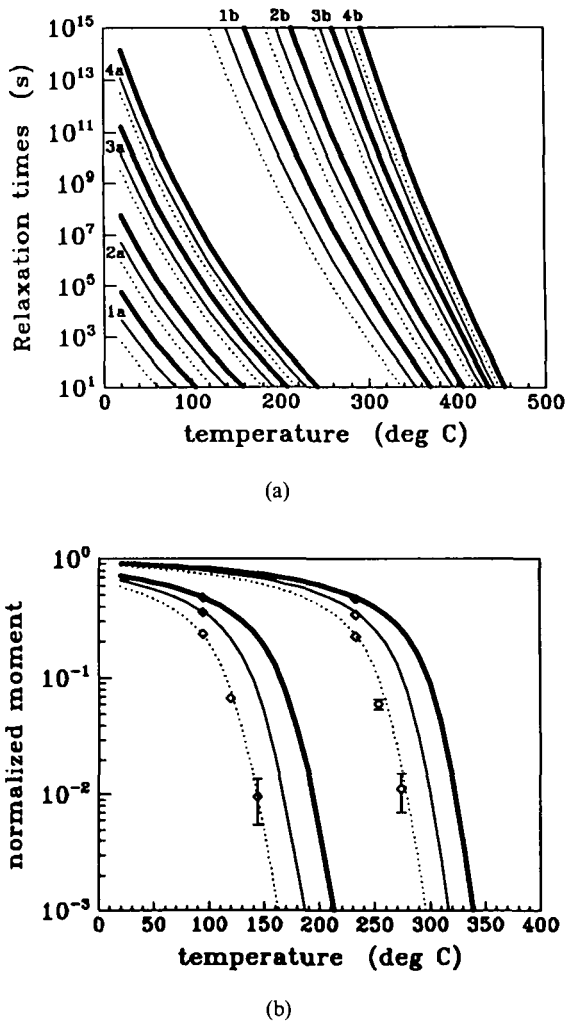 1b 2b 3b 4b
10^15
10^13
10^11
10^9
10^7
10^5
10^3
10^1
Relaxation times (s)
4a
3a
2a
1a
0 100 200 300 400 500
temperature (deg C)
(a)
10^0
10^-1
10^-2
10^-3
normalized moment
0 50 100 150 200 250 300 350 400
temperature (deg C)
(b)